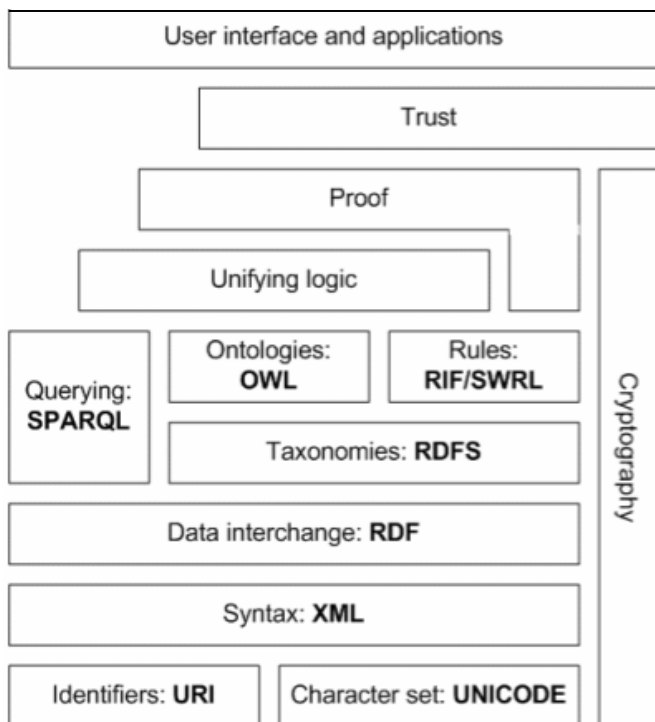 User interface and applications
Trust
Proof
Unifying logic
Querying:
SPARQL
Ontologies:
OWL
Rules:
RIF/SWRL
Taxonomies: RDFS
Cryptography
Data interchange: RDF
Syntax: XML
Identifiers: URI
Character set: UNICODE